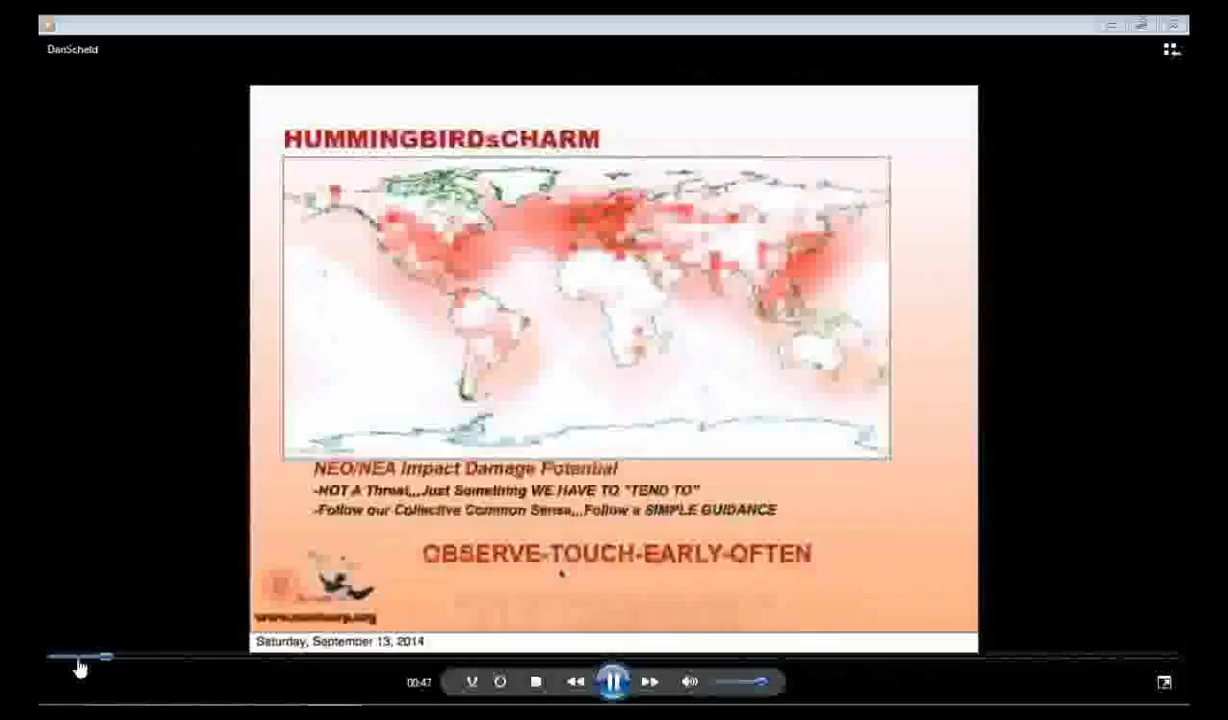 DanScheld
HUMMINGBIRDsCHARM
NEO/NEA Impact Damage Potential
-NOT A Threat,,,Just Something WE HAVE TO "TEND TO"
-Follow our Collective Common Sense,,,Follow a SIMPLE GUIDANCE
OBSERVE-TOUCH-EARLY-OFTEN
Saturday, September 13, 2014
00:47